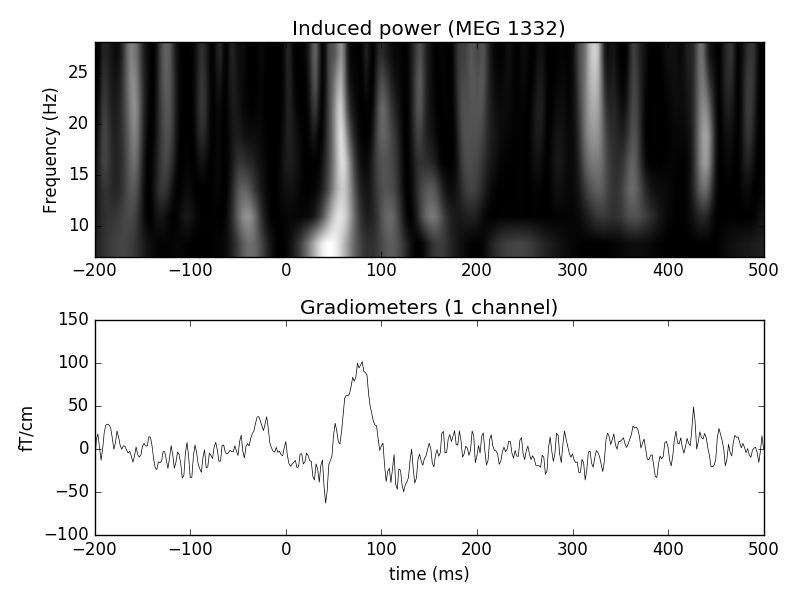 Induced power (MEG 1332)
Frequency (Hz)
25
20
15
10
−200 −100 0 100 200 300 400 500
Gradiometers (1 channel)
fT/cm
150
100
50
0
−50
−100
−200 −100 0 100 200 300 400 500
time (ms)